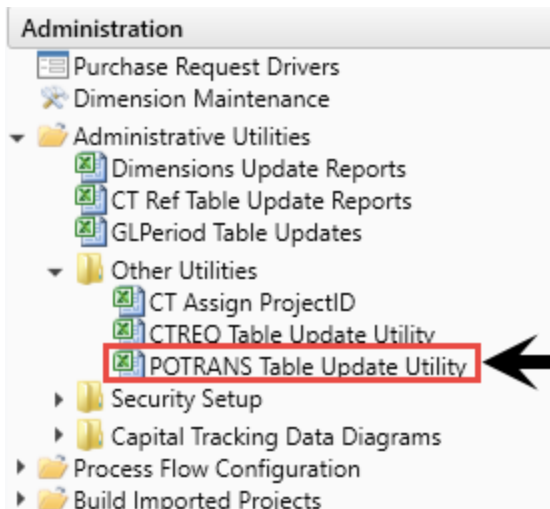 Administration
Purchase Request Drivers
Dimension Maintenance
Administrative Utilities
Dimensions Update Reports
CT Ref Table Update Reports
GLPeriod Table Updates
Other Utilities
CT Assign ProjectID
CTREQ Table Update Utility
POTRANS Table Update Utility
Security Setup
Capital Tracking Data Diagrams
Process Flow Configuration
Build Imported Projects